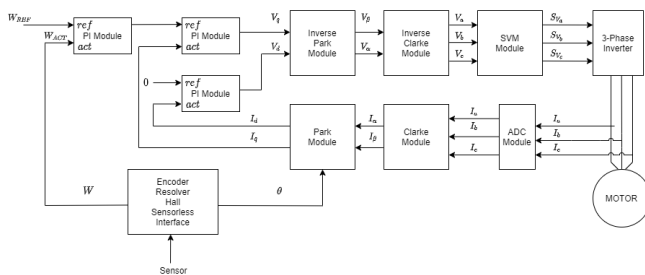 W_REF
W_ACT
ref
PI Module
act
ref
PI Module
act
0
ref
PI Module
act
V_q
V_d
Inverse
Park
Module
V_β
V_α
Inverse
Clarke
Module
V_a
V_b
V_c
SVM
Module
S_Va
S_Vb
S_Vc
3-Phase
Inverter
I_d
I_q
Park
Module
I_α
I_β
Clarke
Module
I_a
I_b
I_c
ADC
Module
I_a
I_b
I_c
MOTOR
W
Encoder
Resolver
Hall
Sensorless
Interface
θ
Sensor